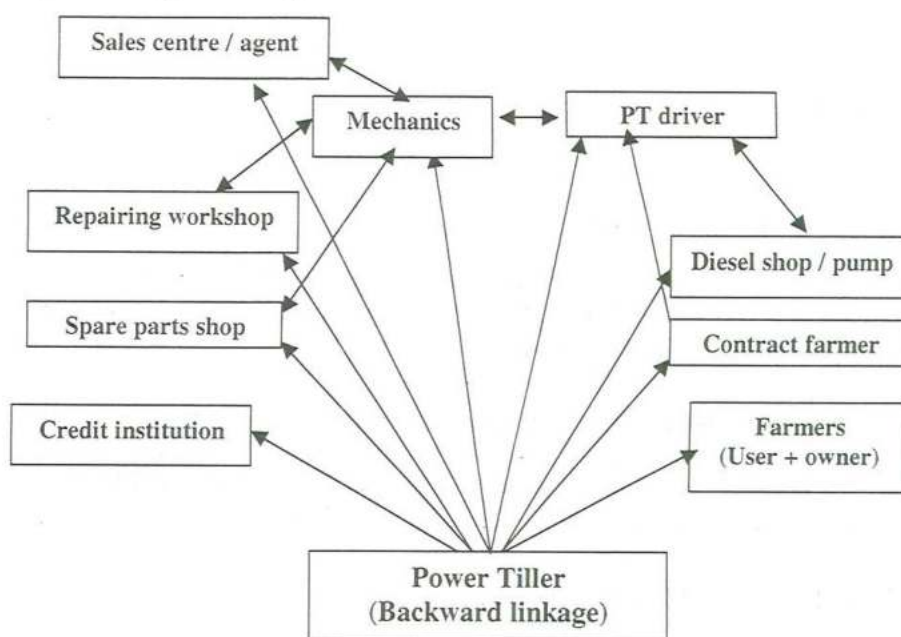 Sales centre / agent
Mechanics
PT driver
Repairing workshop
Diesel shop / pump
Spare parts shop
Contract farmer
Credit institution
Farmers
(User + owner)
Power Tiller
(Backward linkage)